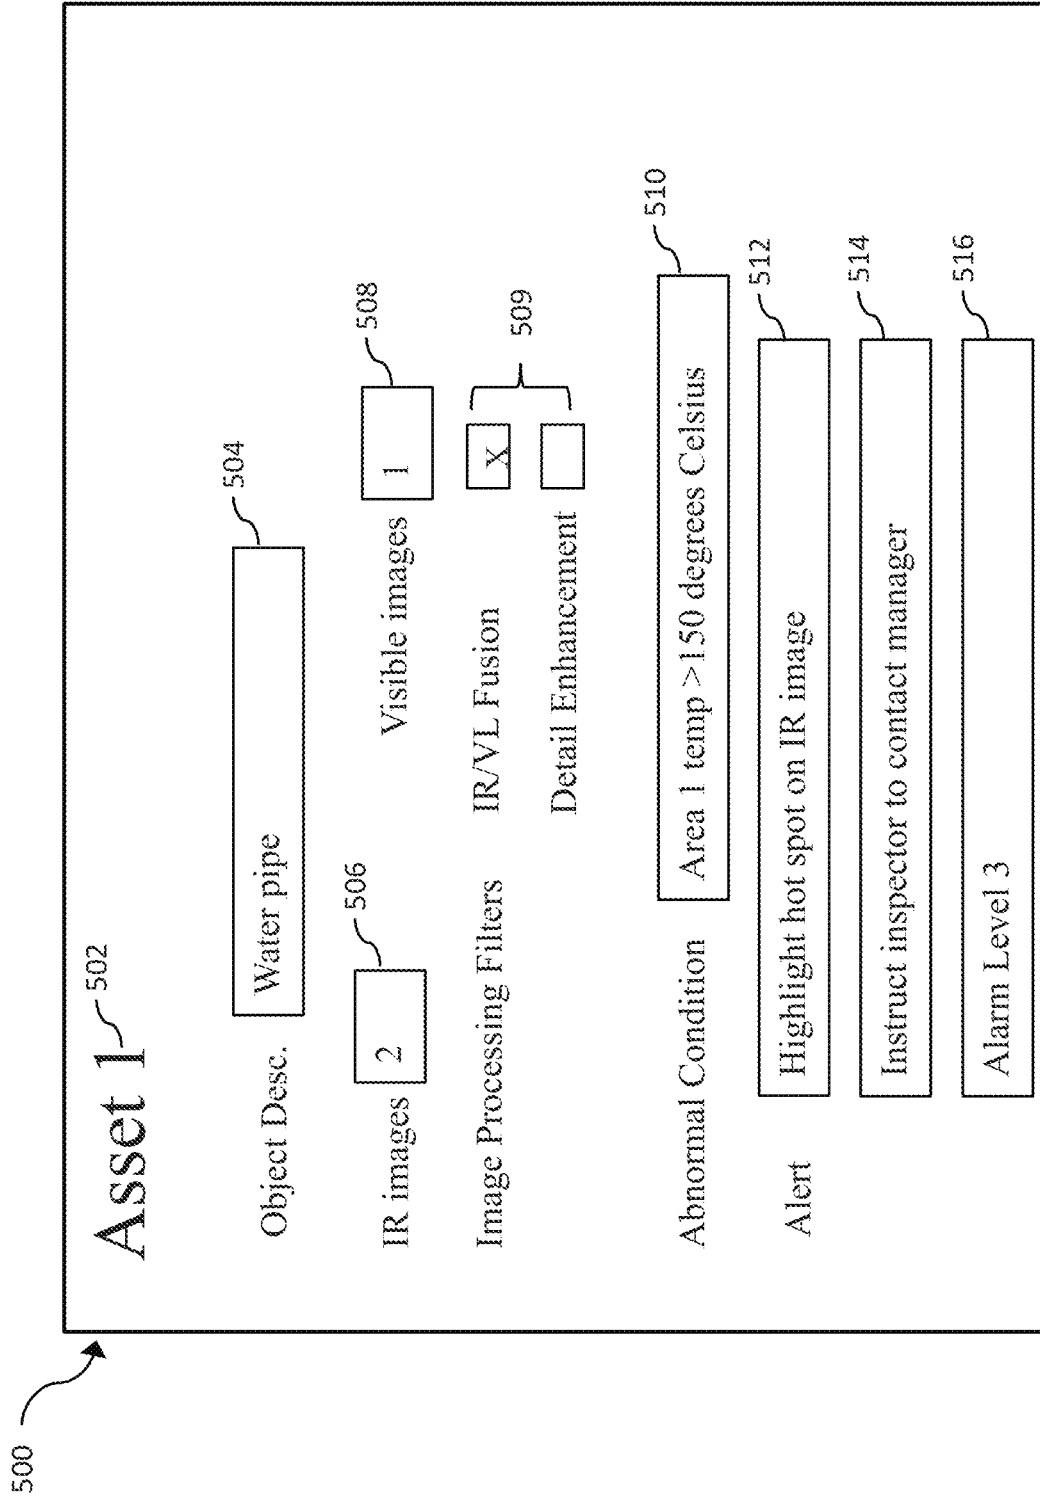 500
Asset 1 502
Object Desc. Water pipe 504
IR images 2 506 Visible images 1 508
Image Processing Filters IR/VL Fusion X 509
Detail Enhancement
Abnormal Condition Area 1 temp >150 degrees Celsius 510
Alert Highlight hot spot on IR image 512
Instruct inspector to contact manager 514
Alarm Level 3 516